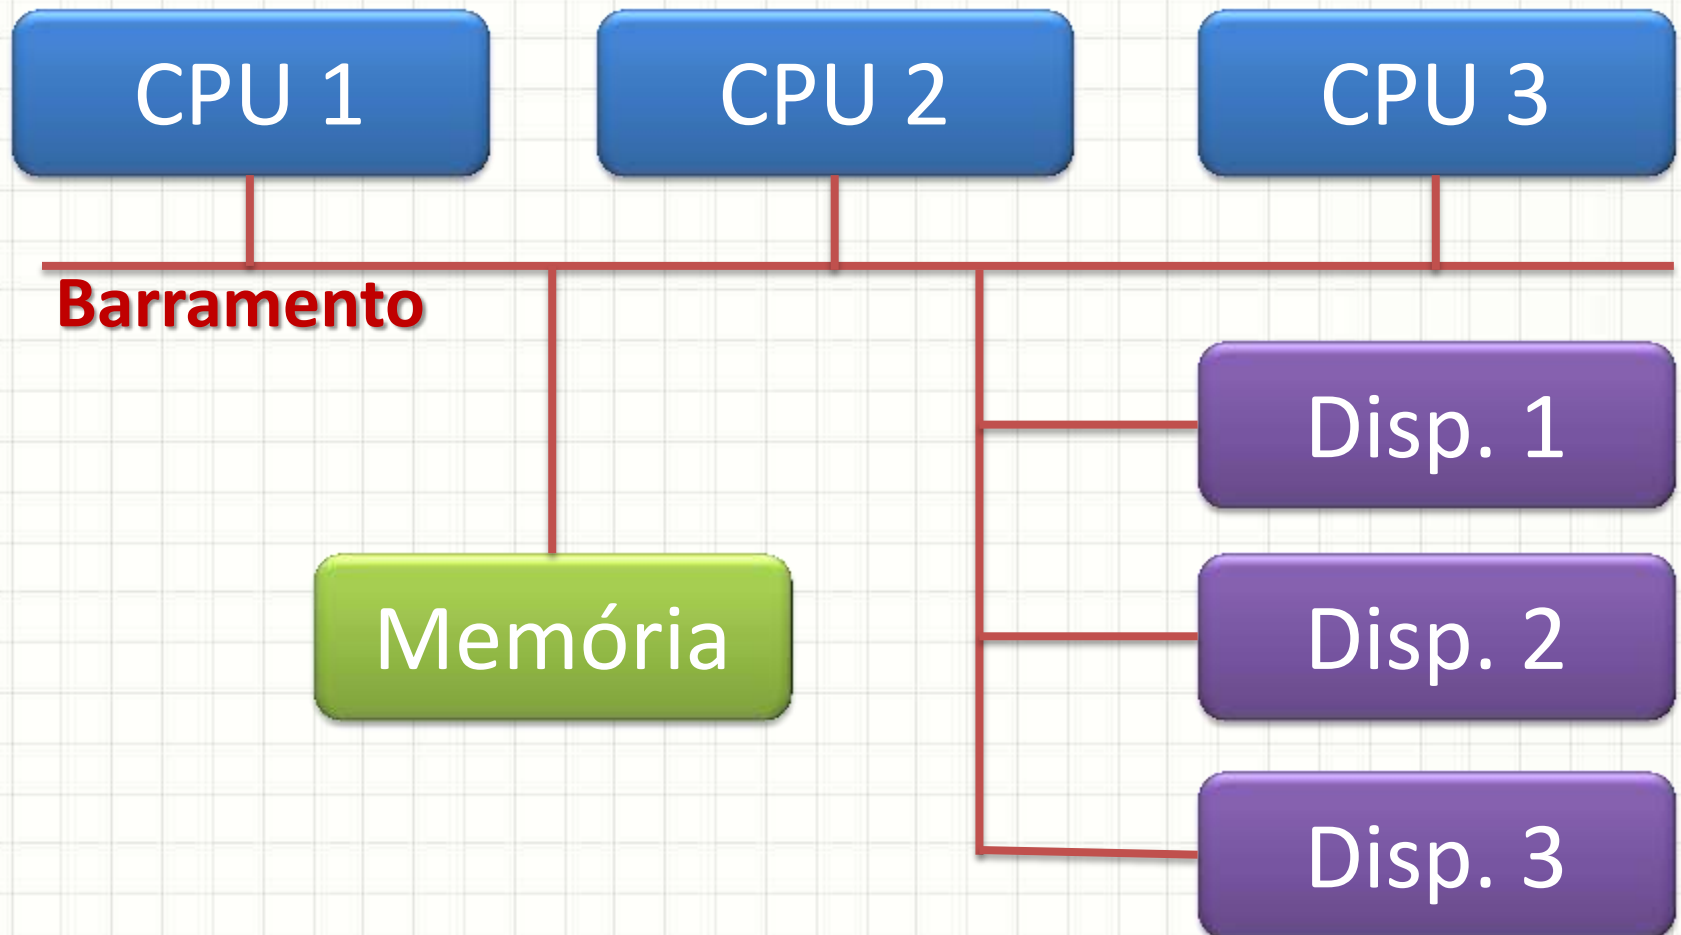 CPU 1
CPU 2
CPU 3
Barramento
Disp. 1
Memória
Disp. 2
Disp. 3